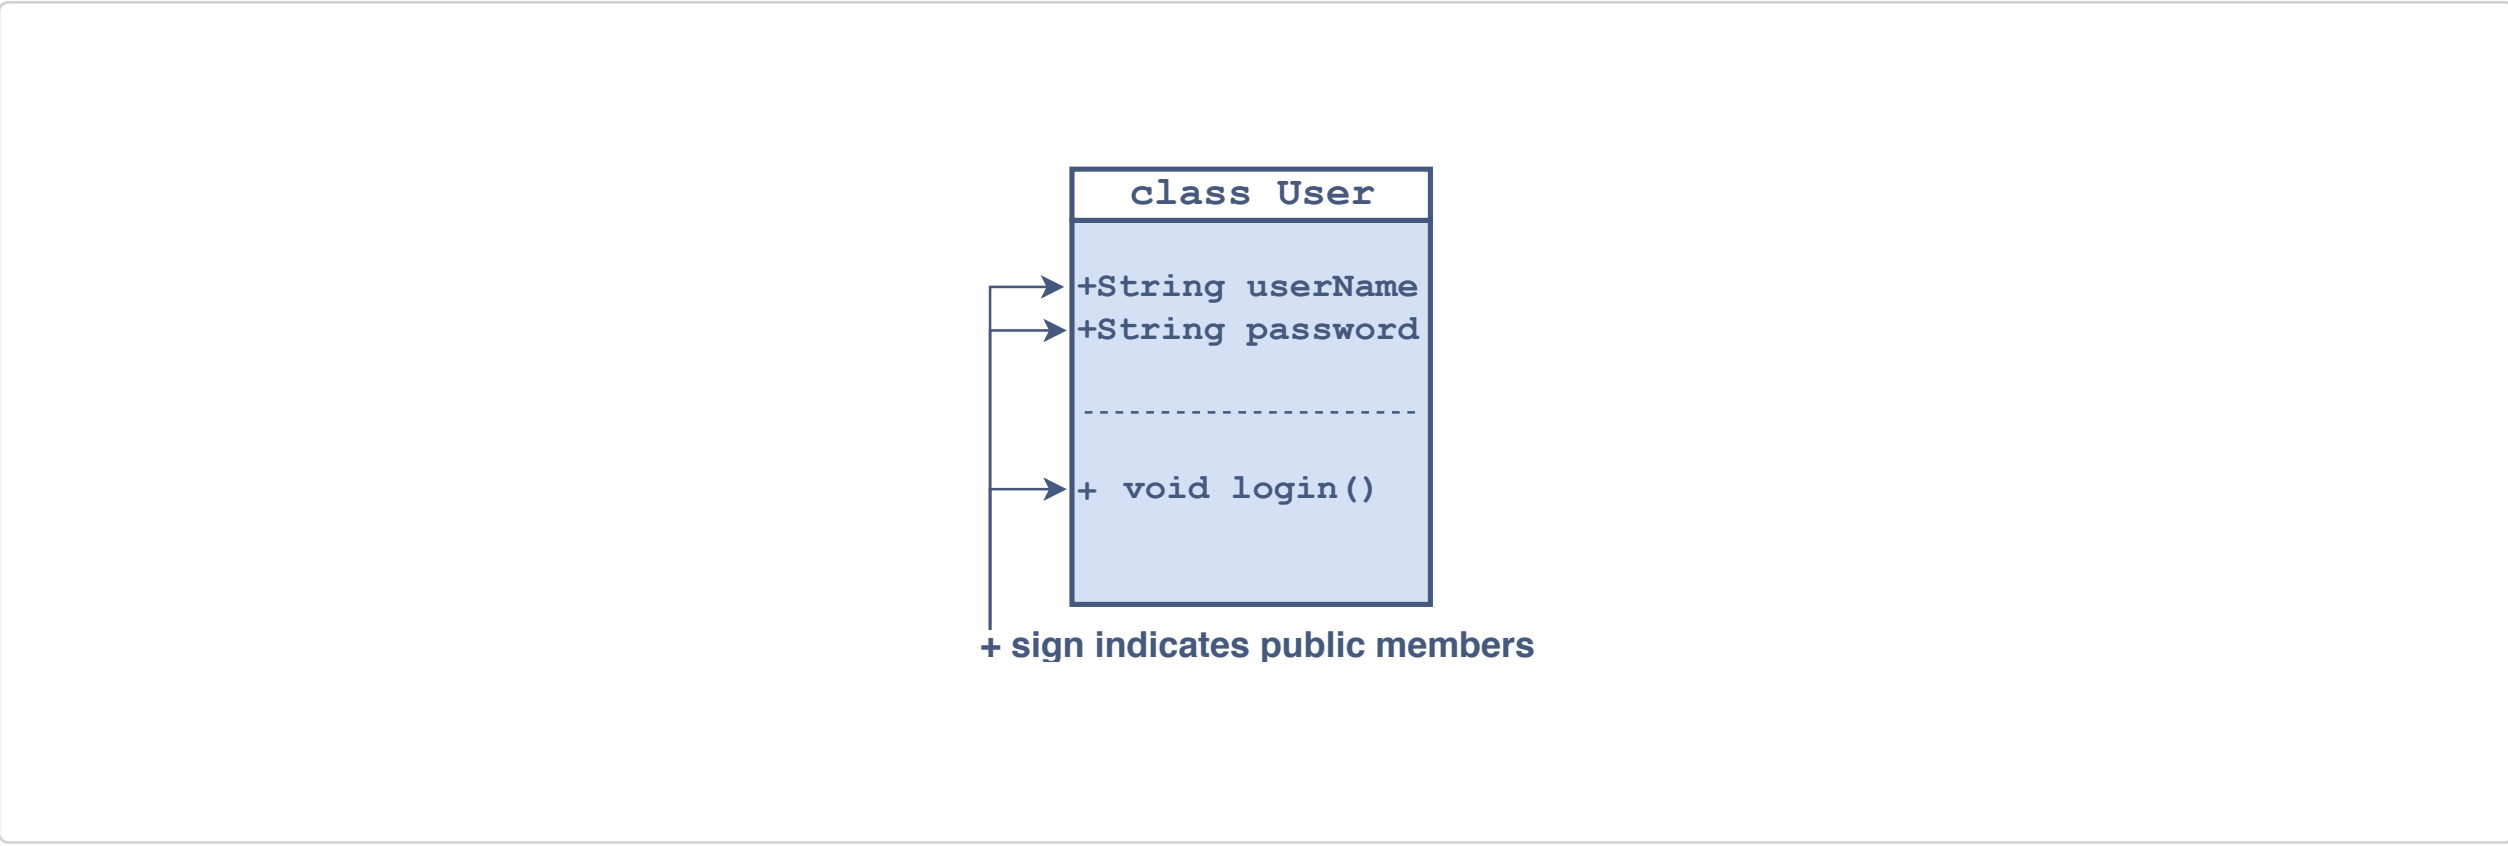 class User
+String userName
+String password
+ void login()
+ sign indicates public members